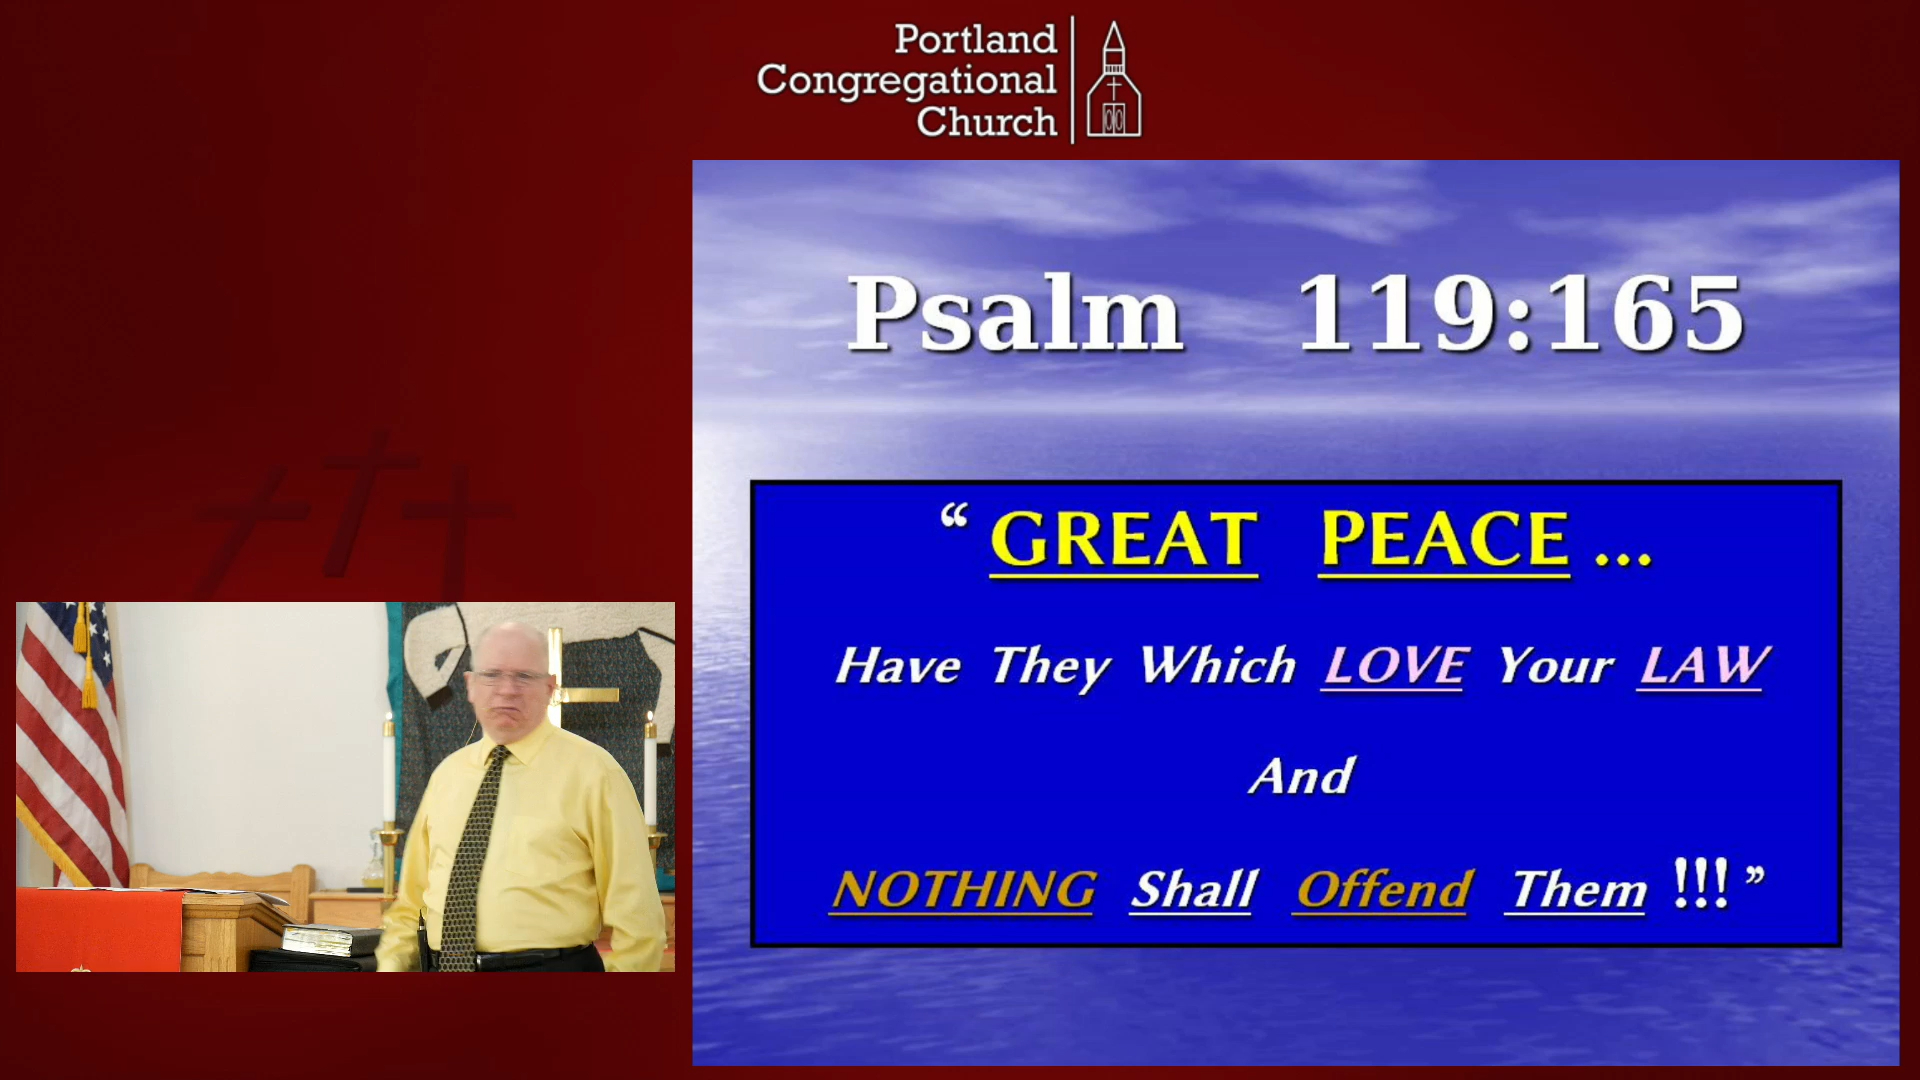 Portland
Congregational
Church
Psalm 119:165
“ GREAT PEACE ...
Have They Which LOVE Your LAW
And
NOTHING Shall Offend Them !!! ”